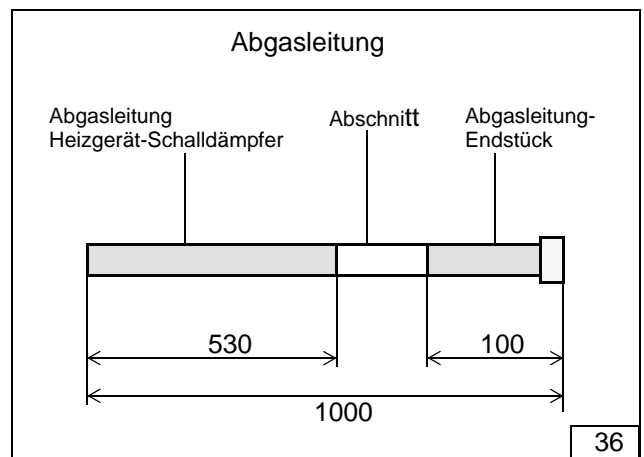 Abgasleitung
Abgasleitung
Heizgerät-Schalldämpfer
Abschnitt
Abgasleitung-
Endstück
530
100
1000
36